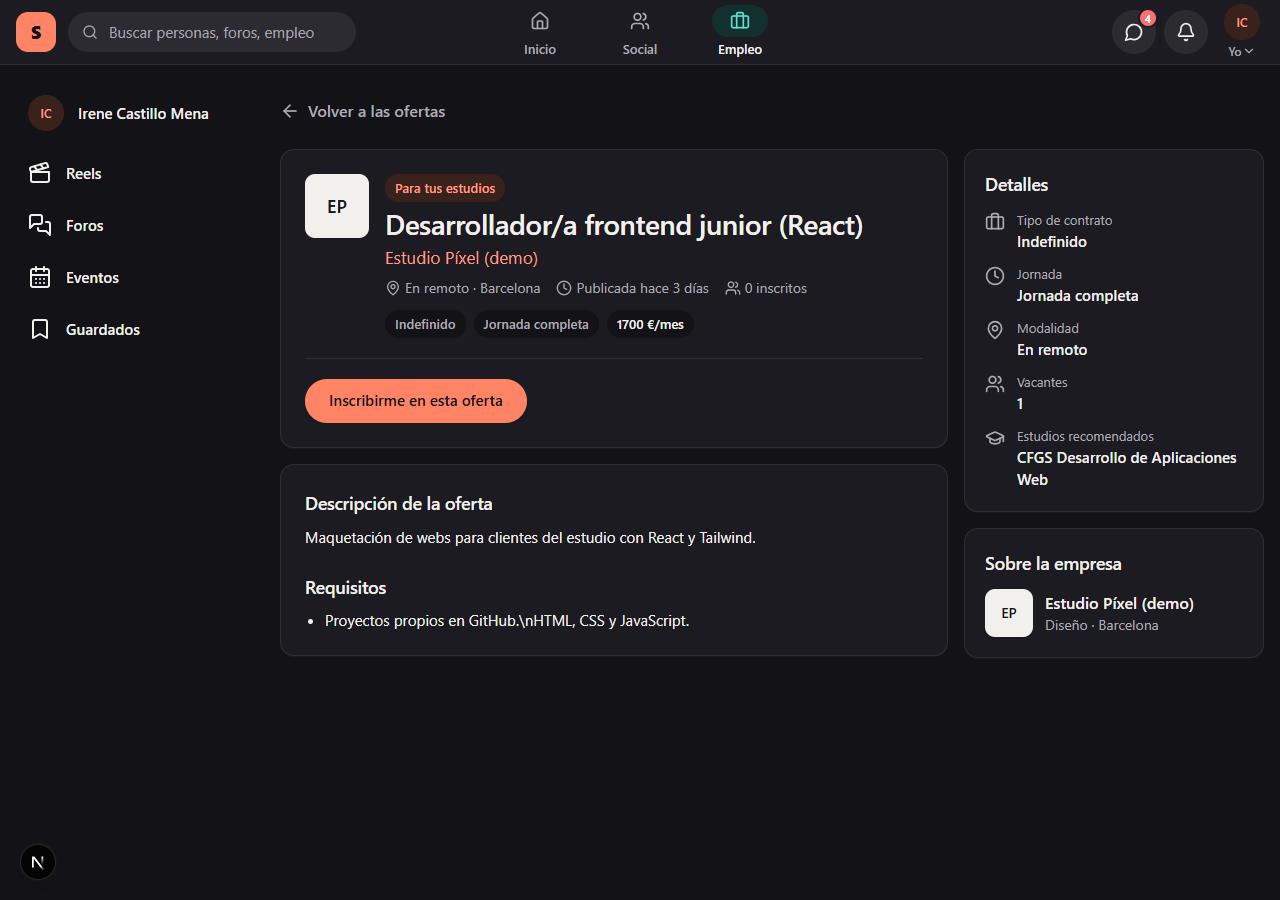 S
Buscar personas, foros, empleo
Inicio
Social
Empleo
4
IC
Yo
IC
Irene Castillo Mena
Reels
Foros
Eventos
Guardados
Volver a las ofertas
EP
Para tus estudios
Desarrollador/a frontend junior (React)
Estudio Píxel (demo)
En remoto · Barcelona
Publicada hace 3 días
0 inscritos
Indefinido
Jornada completa
1700 €/mes
Inscribirme en esta oferta
Descripción de la oferta
Maquetación de webs para clientes del estudio con React y Tailwind.
Requisitos
• Proyectos propios en GitHub.\nHTML, CSS y JavaScript.
Detalles
Tipo de contrato
Indefinido
Jornada
Jornada completa
Modalidad
En remoto
Vacantes
1
Estudios recomendados
CFGS Desarrollo de Aplicaciones
Web
Sobre la empresa
EP
Estudio Píxel (demo)
Diseño · Barcelona
N